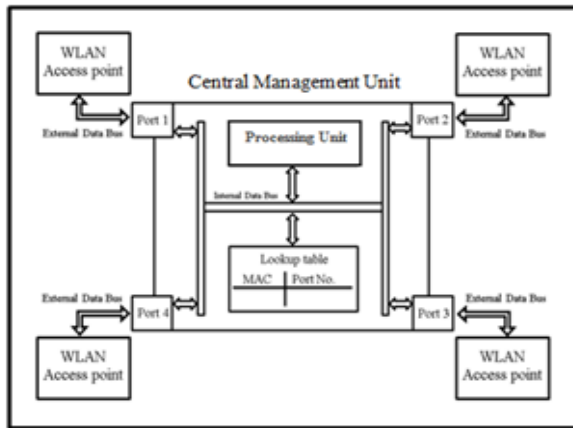 WLAN
Access point
WLAN
Access point
Central Management Unit
Port 1
Port 2
External Data Bus
External Data Bus
Processing Unit
Internal Data Bus
Lookup table
MAC Port No.
External Data Bus
External Data Bus
Port 4
Port 3
WLAN
Access point
WLAN
Access point